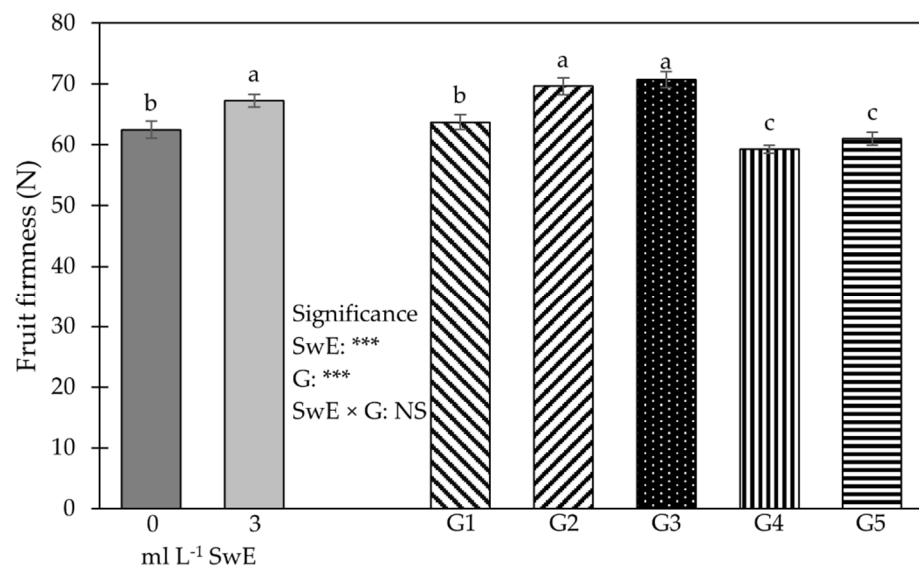 80
70
60
50
40
30
20
10
0
Fruit firmness (N)
b
a
b
a
a
c
c
Significance
SwE: ***
G: ***
SwE × G: NS
0 3 G1 G2 G3 G4 G5
ml L⁻¹ SwE